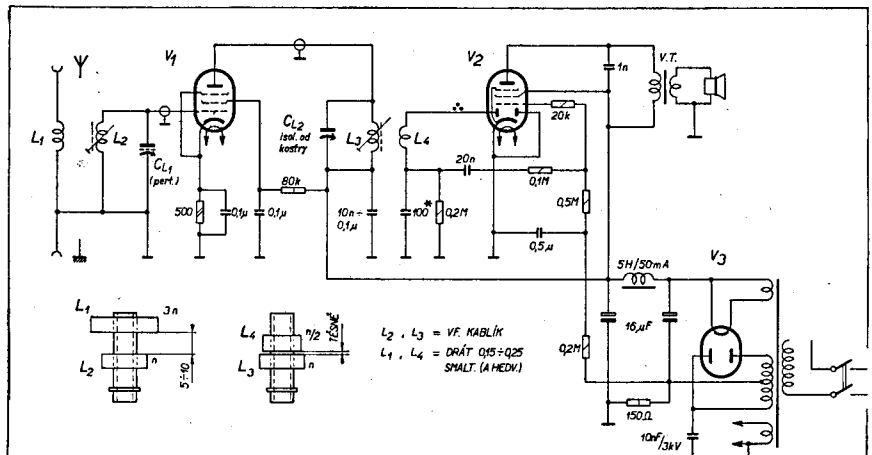 V1
V2
V.T.
1n
L1
L2
CL1
(pert.)
CL2
isol. od
kostry
L3
L4
20k
20n
0,1M
80k
500
0,1µ
0,1µ
10n÷
0,1µ
100*
0,2M
0,5M
0,5µ
5H/50mA
V3
16µF
0,2M
150Ω
10nF/3kV
L1
3n
L2
n
5÷10
L4
n/2
TĚSNĚ
L3
n
L2 , L3 = VF. KABLÍK
L1 , L4 = DRÁT 0,15÷0,25
SMALT. (A HEDV.)